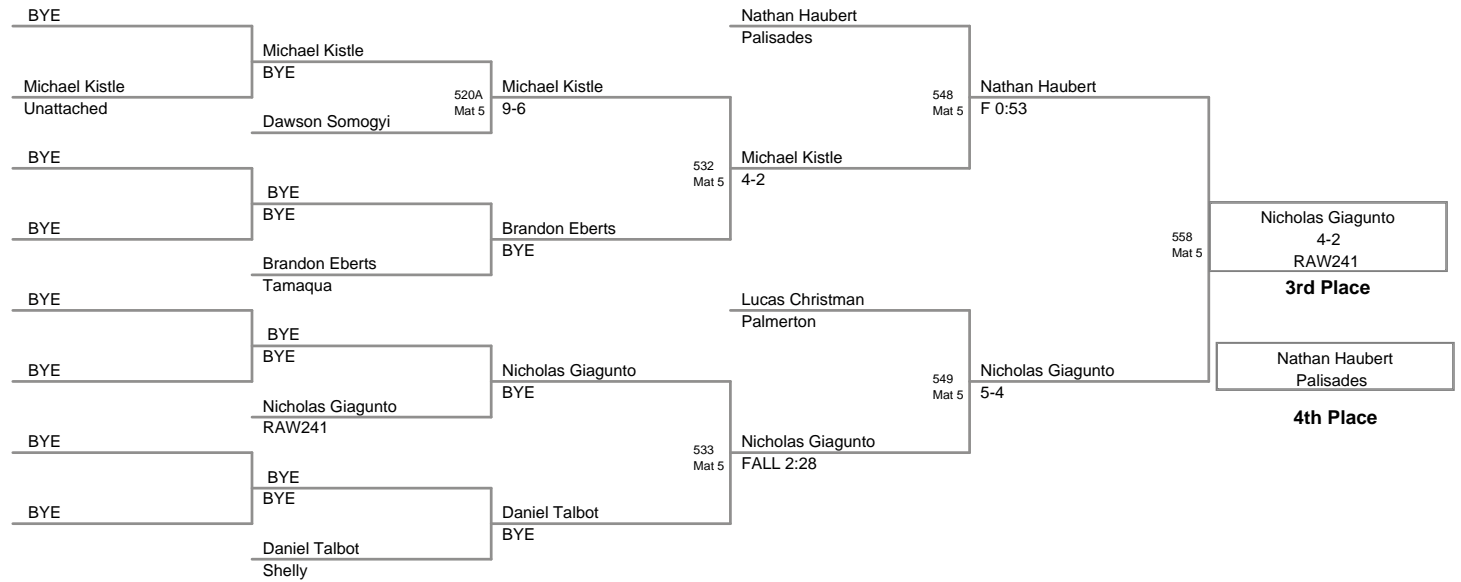 BYE
Michael Kistle
Unattached
BYE
BYE
BYE
BYE
BYE
BYE
Michael Kistle
BYE
Dawson Somogyi
BYE
BYE
Brandon Eberts
Tamaqua
BYE
BYE
Nicholas Giagunto
RAW241
BYE
BYE
Daniel Talbot
Shelly
520A
Mat 5
Michael Kistle
9-6
Brandon Eberts
BYE
Nicholas Giagunto
BYE
Daniel Talbot
BYE
Nathan Haubert
Palisades
532
Mat 5
Michael Kistle
4-2
Lucas Christman
Palmerton
533
Mat 5
Nicholas Giagunto
FALL 2:28
548
Mat 5
Nathan Haubert
F 0:53
549
Mat 5
Nicholas Giagunto
5-4
558
Mat 5
Nicholas Giagunto
4-2
RAW241
3rd Place
Nathan Haubert
Palisades
4th Place